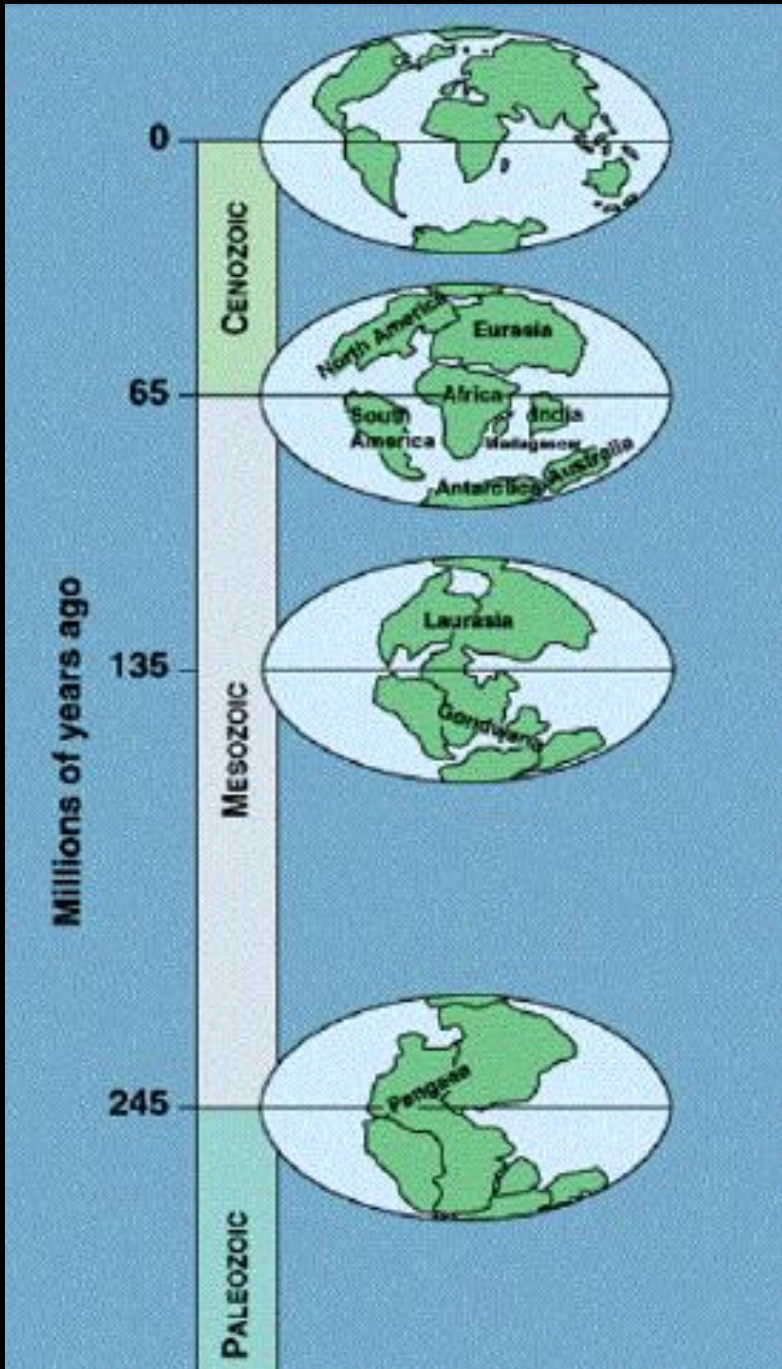 0
CENOZOIC
North America
Eurasia
65
Africa
South
America
India
Madagascar
Antarctica
Australia
Millions of years ago
Laurasia
135
MESOZOIC
Gondwana
Pangaea
245
PALEOZOIC